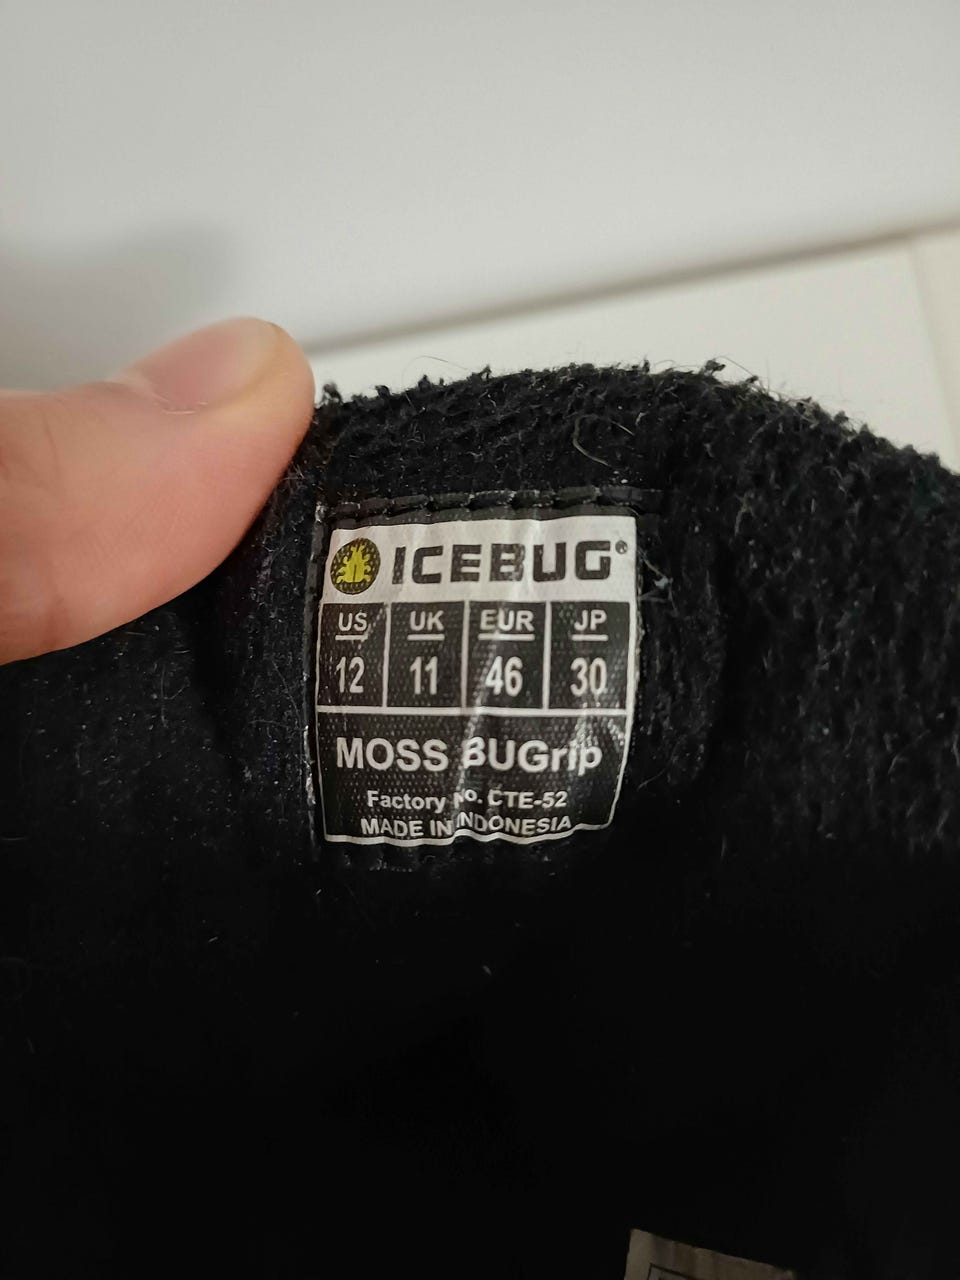 ICEBUG®
US UK EUR JP
12 11 46 30
MOSS BUGrip
Factory No. CTE-52
MADE IN INDONESIA